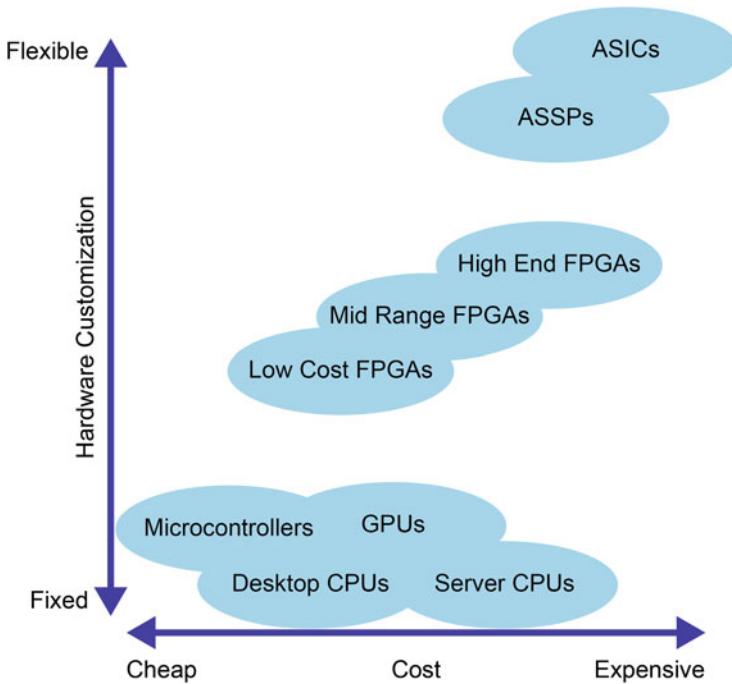 Flexible
ASICs
ASSPs
Hardware Customization
High End FPGAs
Mid Range FPGAs
Low Cost FPGAs
Microcontrollers
GPUs
Desktop CPUs
Server CPUs
Fixed
Cheap
Cost
Expensive